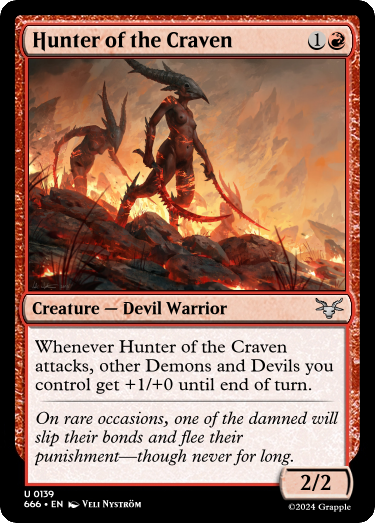 Hunter of the Craven
1
Creature — Devil Warrior
Whenever Hunter of the Craven
attacks, other Demons and Devils you
control get +1/+0 until end of turn.
On rare occasions, one of the damned will
slip their bonds and flee their
punishment—though never for long.
2/2
U 0139
666 • EN Veli Nyström
©2024 Grapple